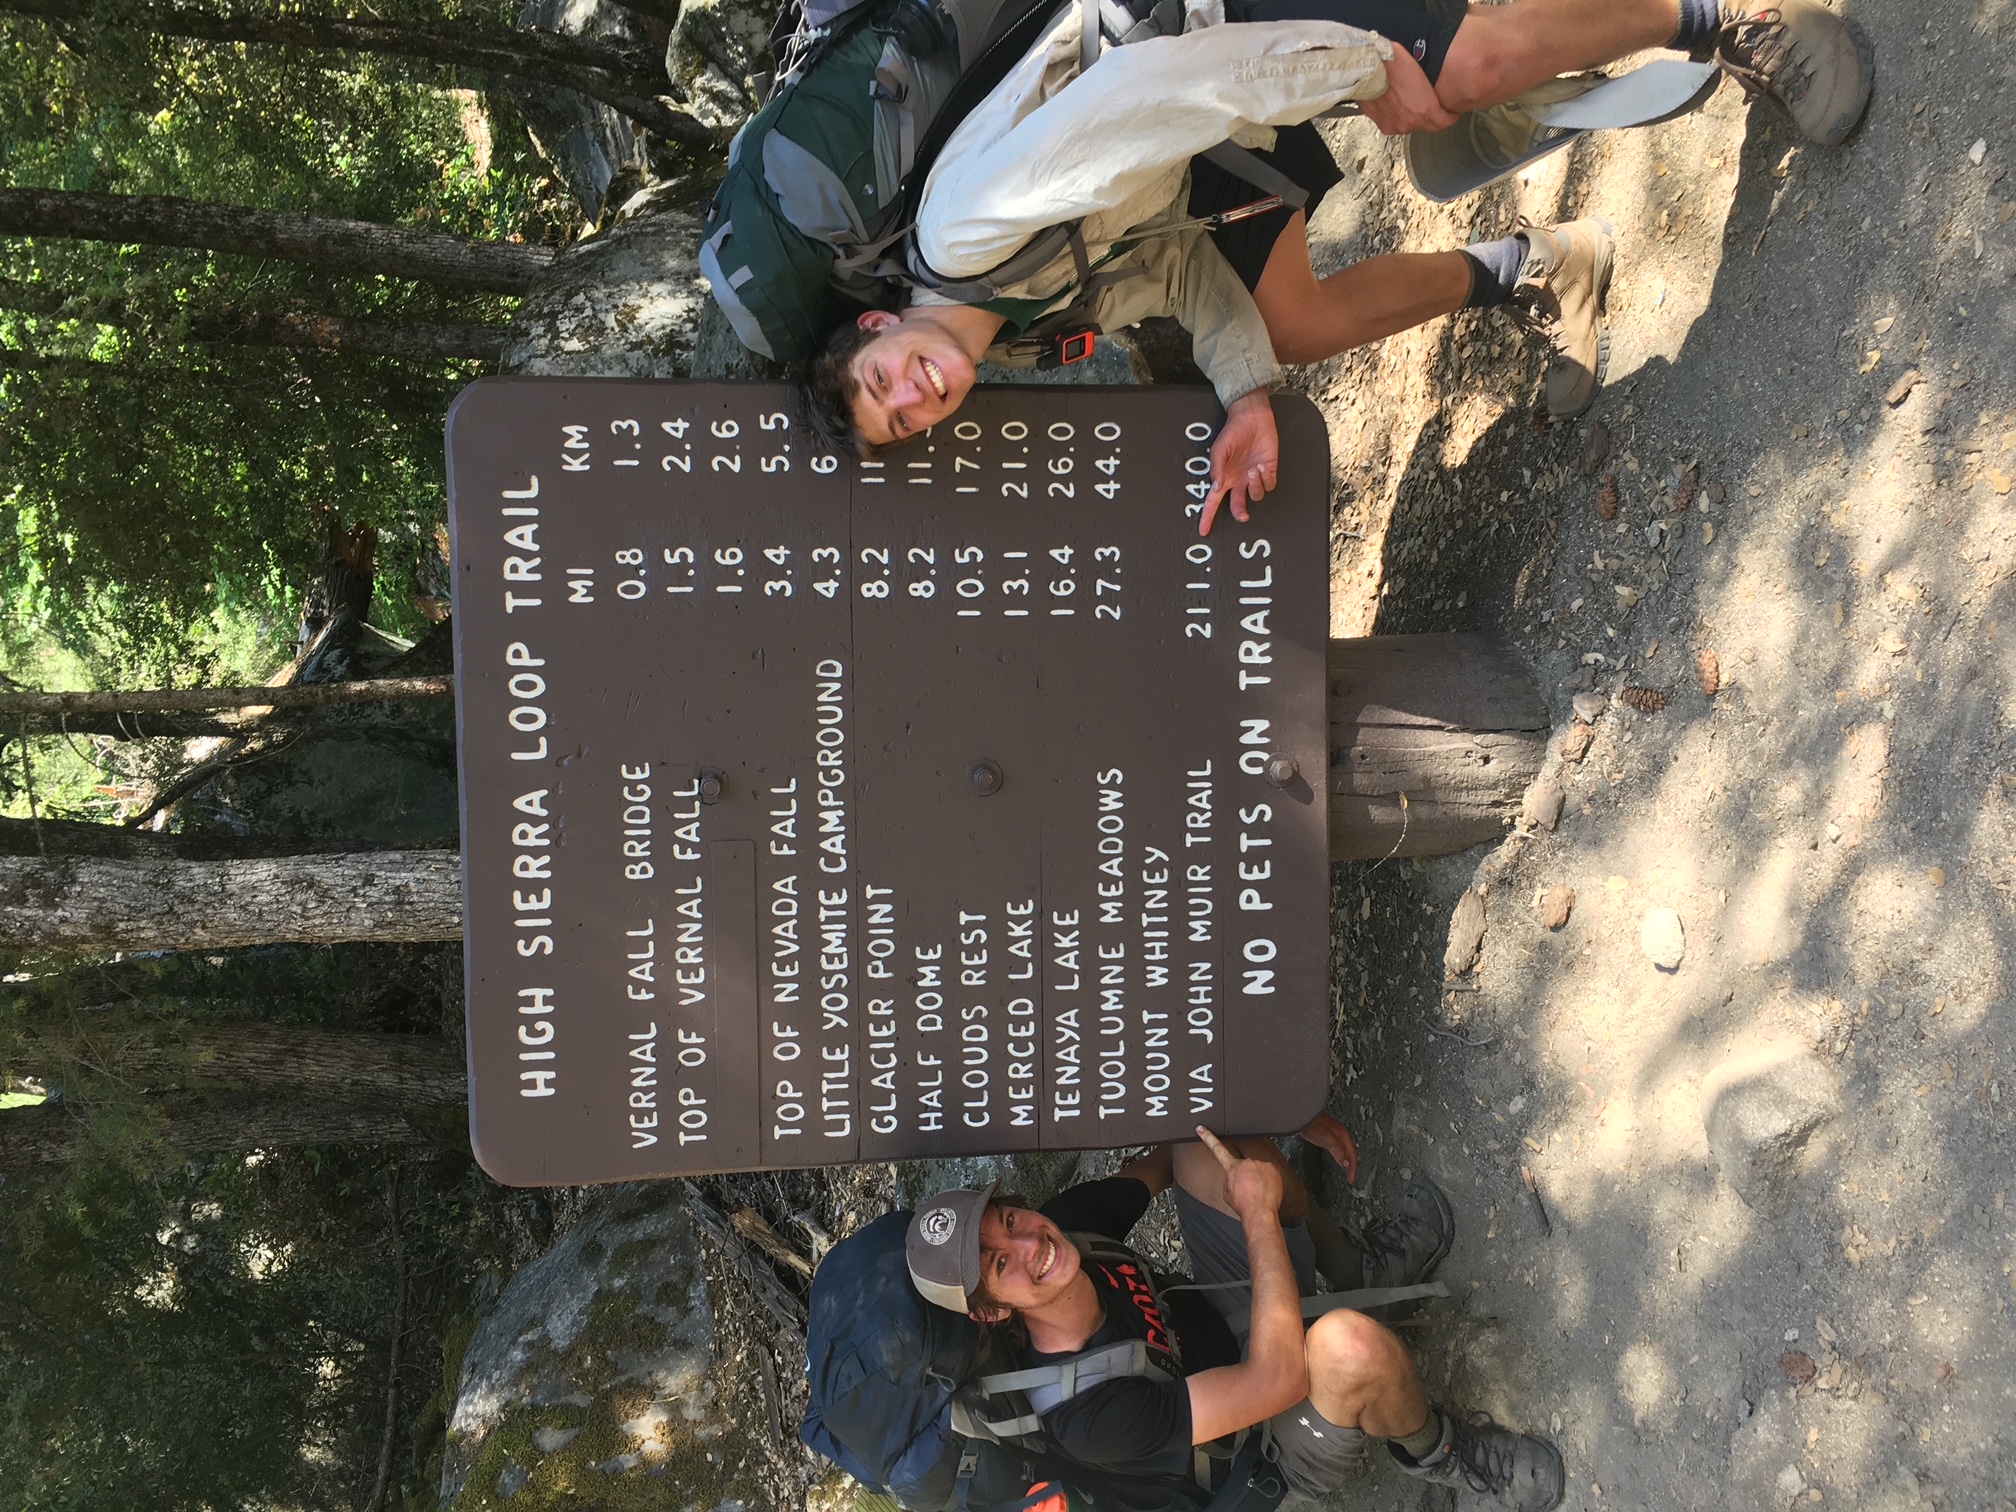 HIGH SIERRA LOOP TRAIL
MI KM
VERNAL FALL BRIDGE 0.8 1.3
TOP OF VERNAL FALL 1.5 2.4
1.6 2.6
TOP OF NEVADA FALL 3.4 5.5
LITTLE YOSEMITE CAMPGROUND 4.3 6
GLACIER POINT 8.2 11
HALF DOME 8.2 11.
CLOUDS REST 10.5 17.0
MERCED LAKE 13.1 21.0
TENAYA LAKE 16.4 26.0
TUOLUMNE MEADOWS 27.3 44.0
MOUNT WHITNEY
VIA JOHN MUIR TRAIL 211.0 340.0
NO PETS ON TRAILS